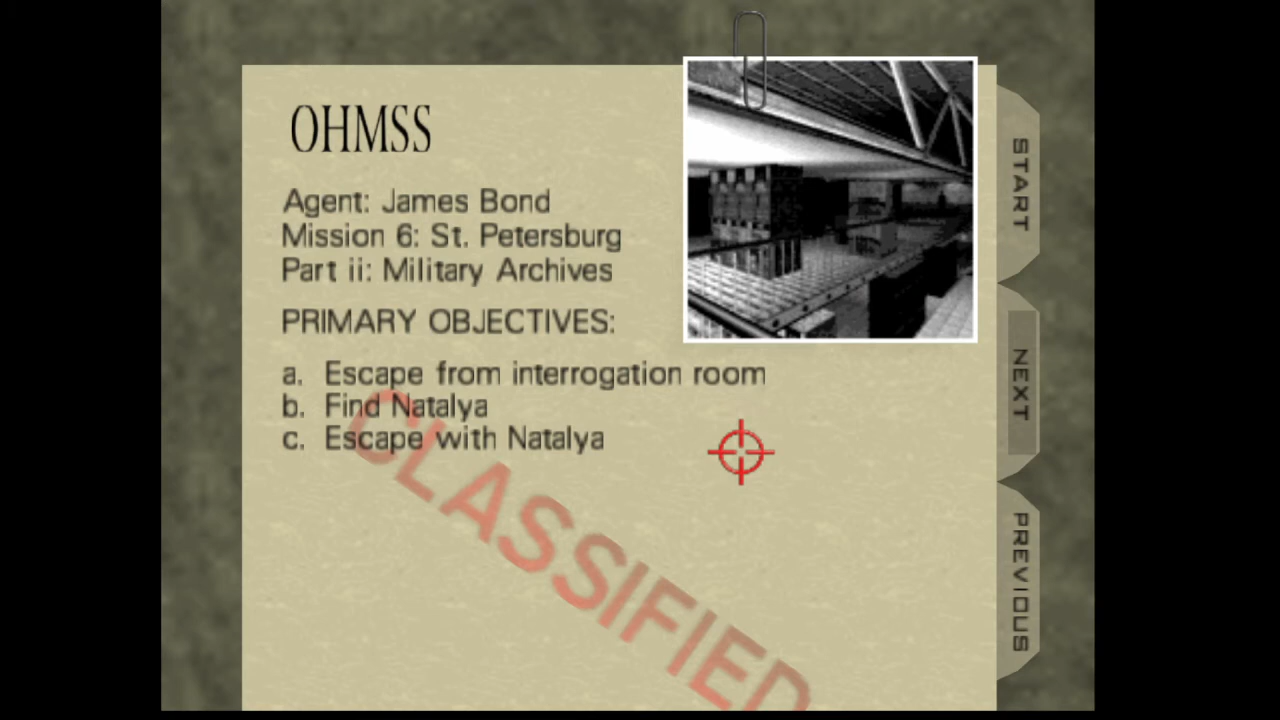 OHMSS
Agent: James Bond
Mission 6: St. Petersburg
Part ii: Military Archives
PRIMARY OBJECTIVES:
a. Escape from interrogation room
b. Find Natalya
c. Escape with Natalya
CLASSIFIED
START
NEXT
PREVIOUS